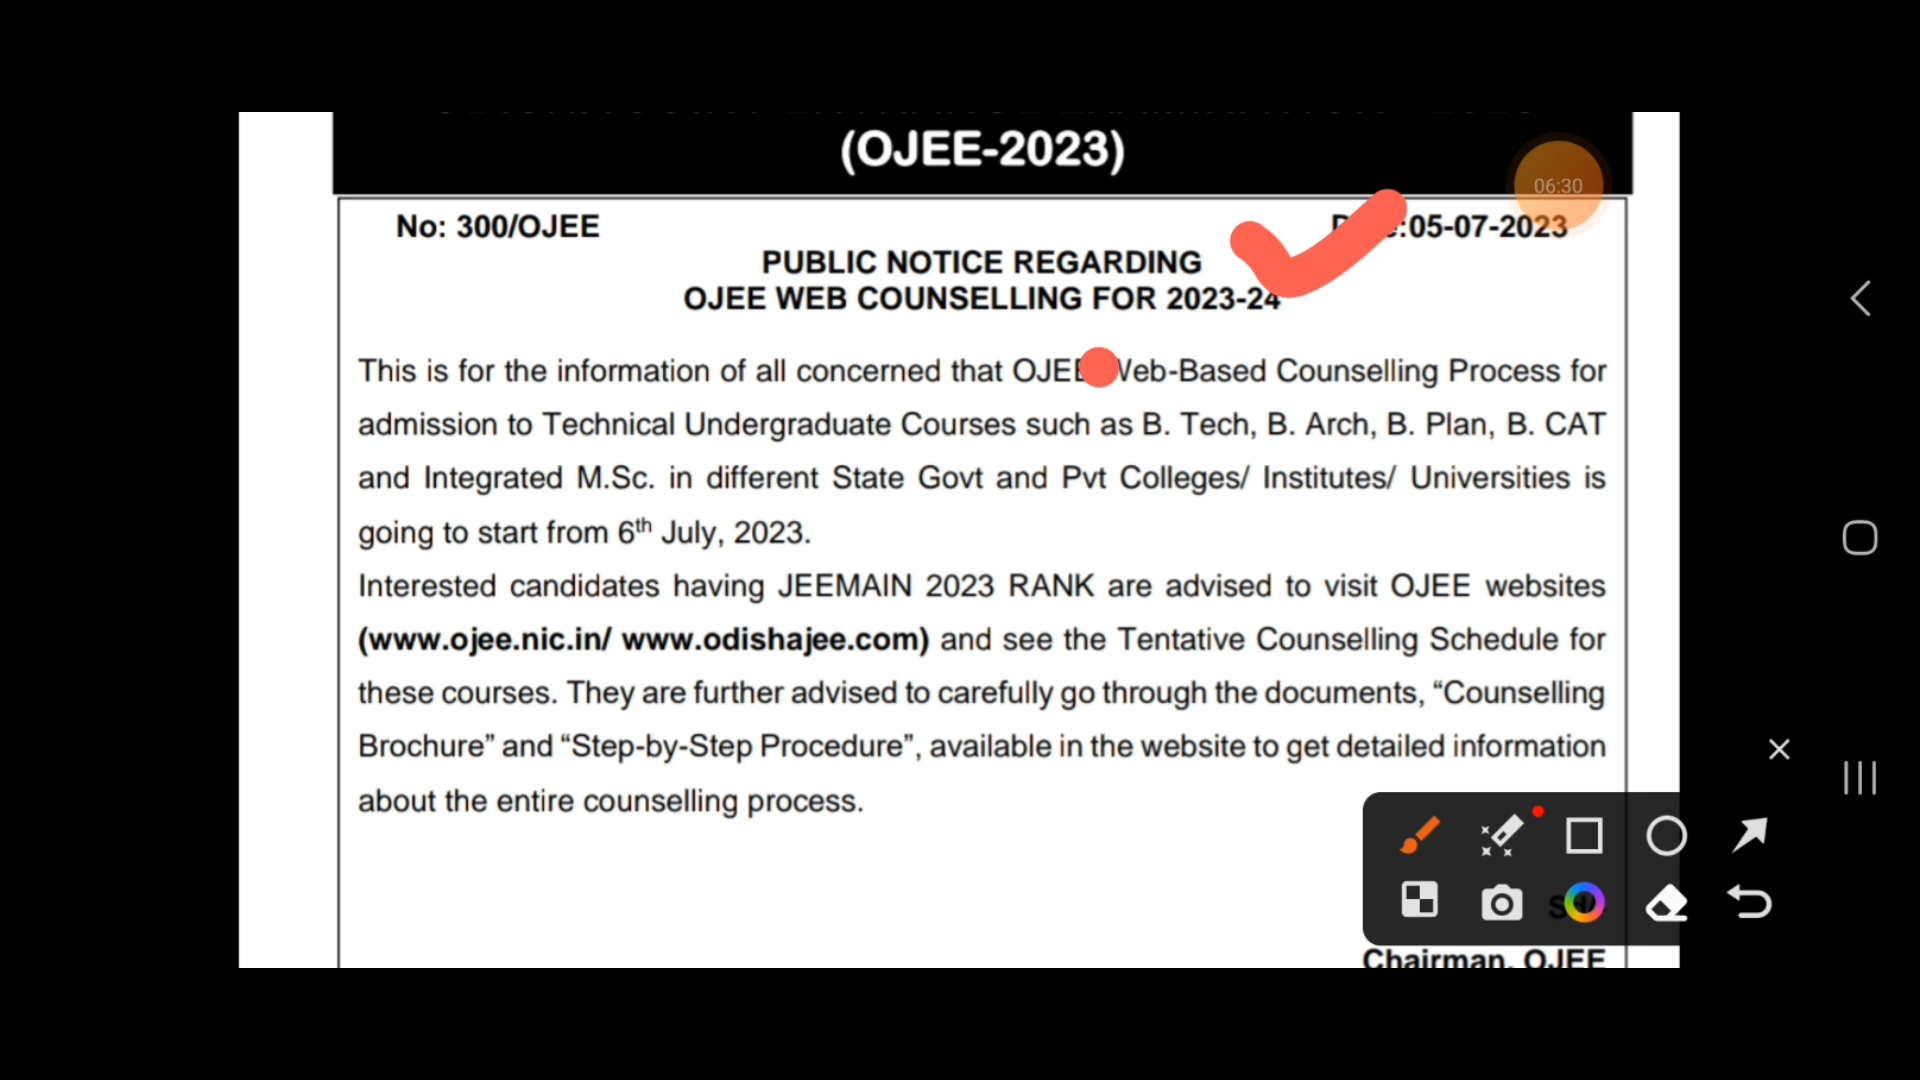 (OJEE-2023)
06:30
No: 300/OJEE :05-07-2023
PUBLIC NOTICE REGARDING
OJEE WEB COUNSELLING FOR 2023-24
This is for the information of all concerned that OJEE Web-Based Counselling Process for
admission to Technical Undergraduate Courses such as B. Tech, B. Arch, B. Plan, B. CAT
and Integrated M.Sc. in different State Govt and Pvt Colleges/ Institutes/ Universities is
going to start from 6th July, 2023.
Interested candidates having JEEMAIN 2023 RANK are advised to visit OJEE websites
(www.ojee.nic.in/ www.odishajee.com) and see the Tentative Counselling Schedule for
these courses. They are further advised to carefully go through the documents, “Counselling
Brochure” and “Step-by-Step Procedure”, available in the website to get detailed information
about the entire counselling process.
Chairman, OJEE